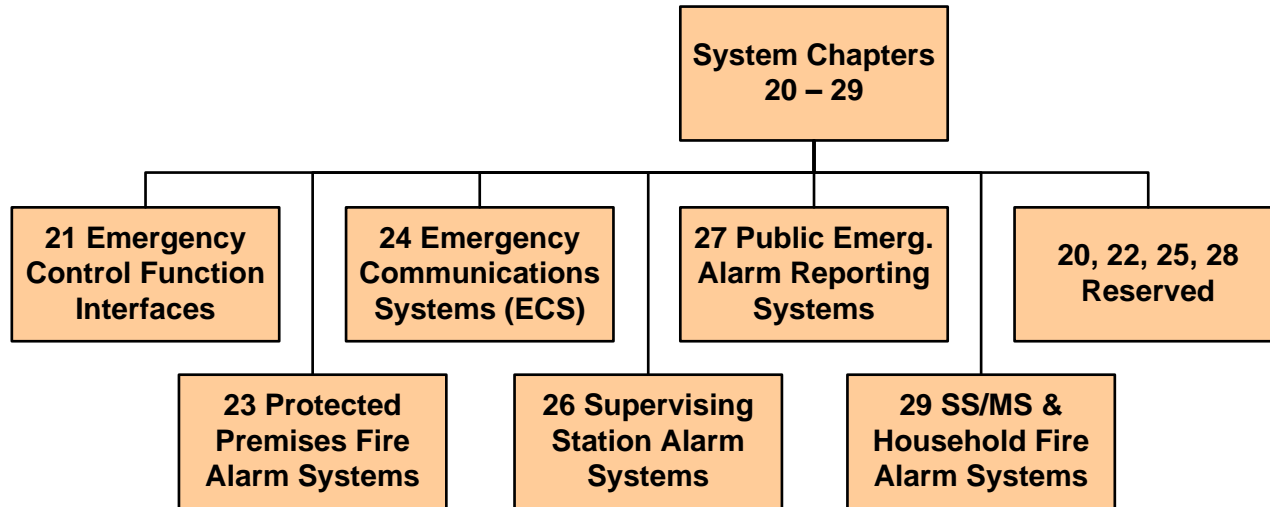 System Chapters
20 – 29
21 Emergency
Control Function
Interfaces
24 Emergency
Communications
Systems (ECS)
27 Public Emerg.
Alarm Reporting
Systems
20, 22, 25, 28
Reserved
23 Protected
Premises Fire
Alarm Systems
26 Supervising
Station Alarm
Systems
29 SS/MS &
Household Fire
Alarm Systems